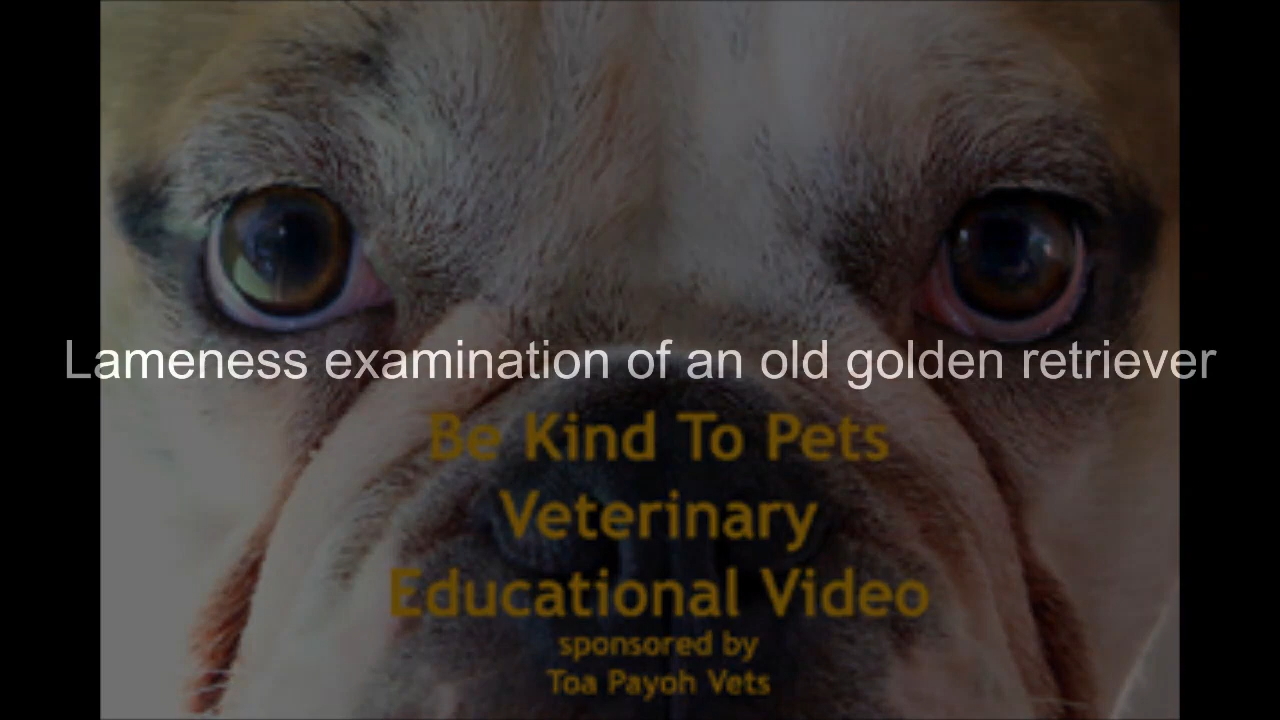 Lameness examination of an old golden retriever
Be Kind To Pets
Veterinary
Educational Video
sponsored by
Toa Payoh Vets